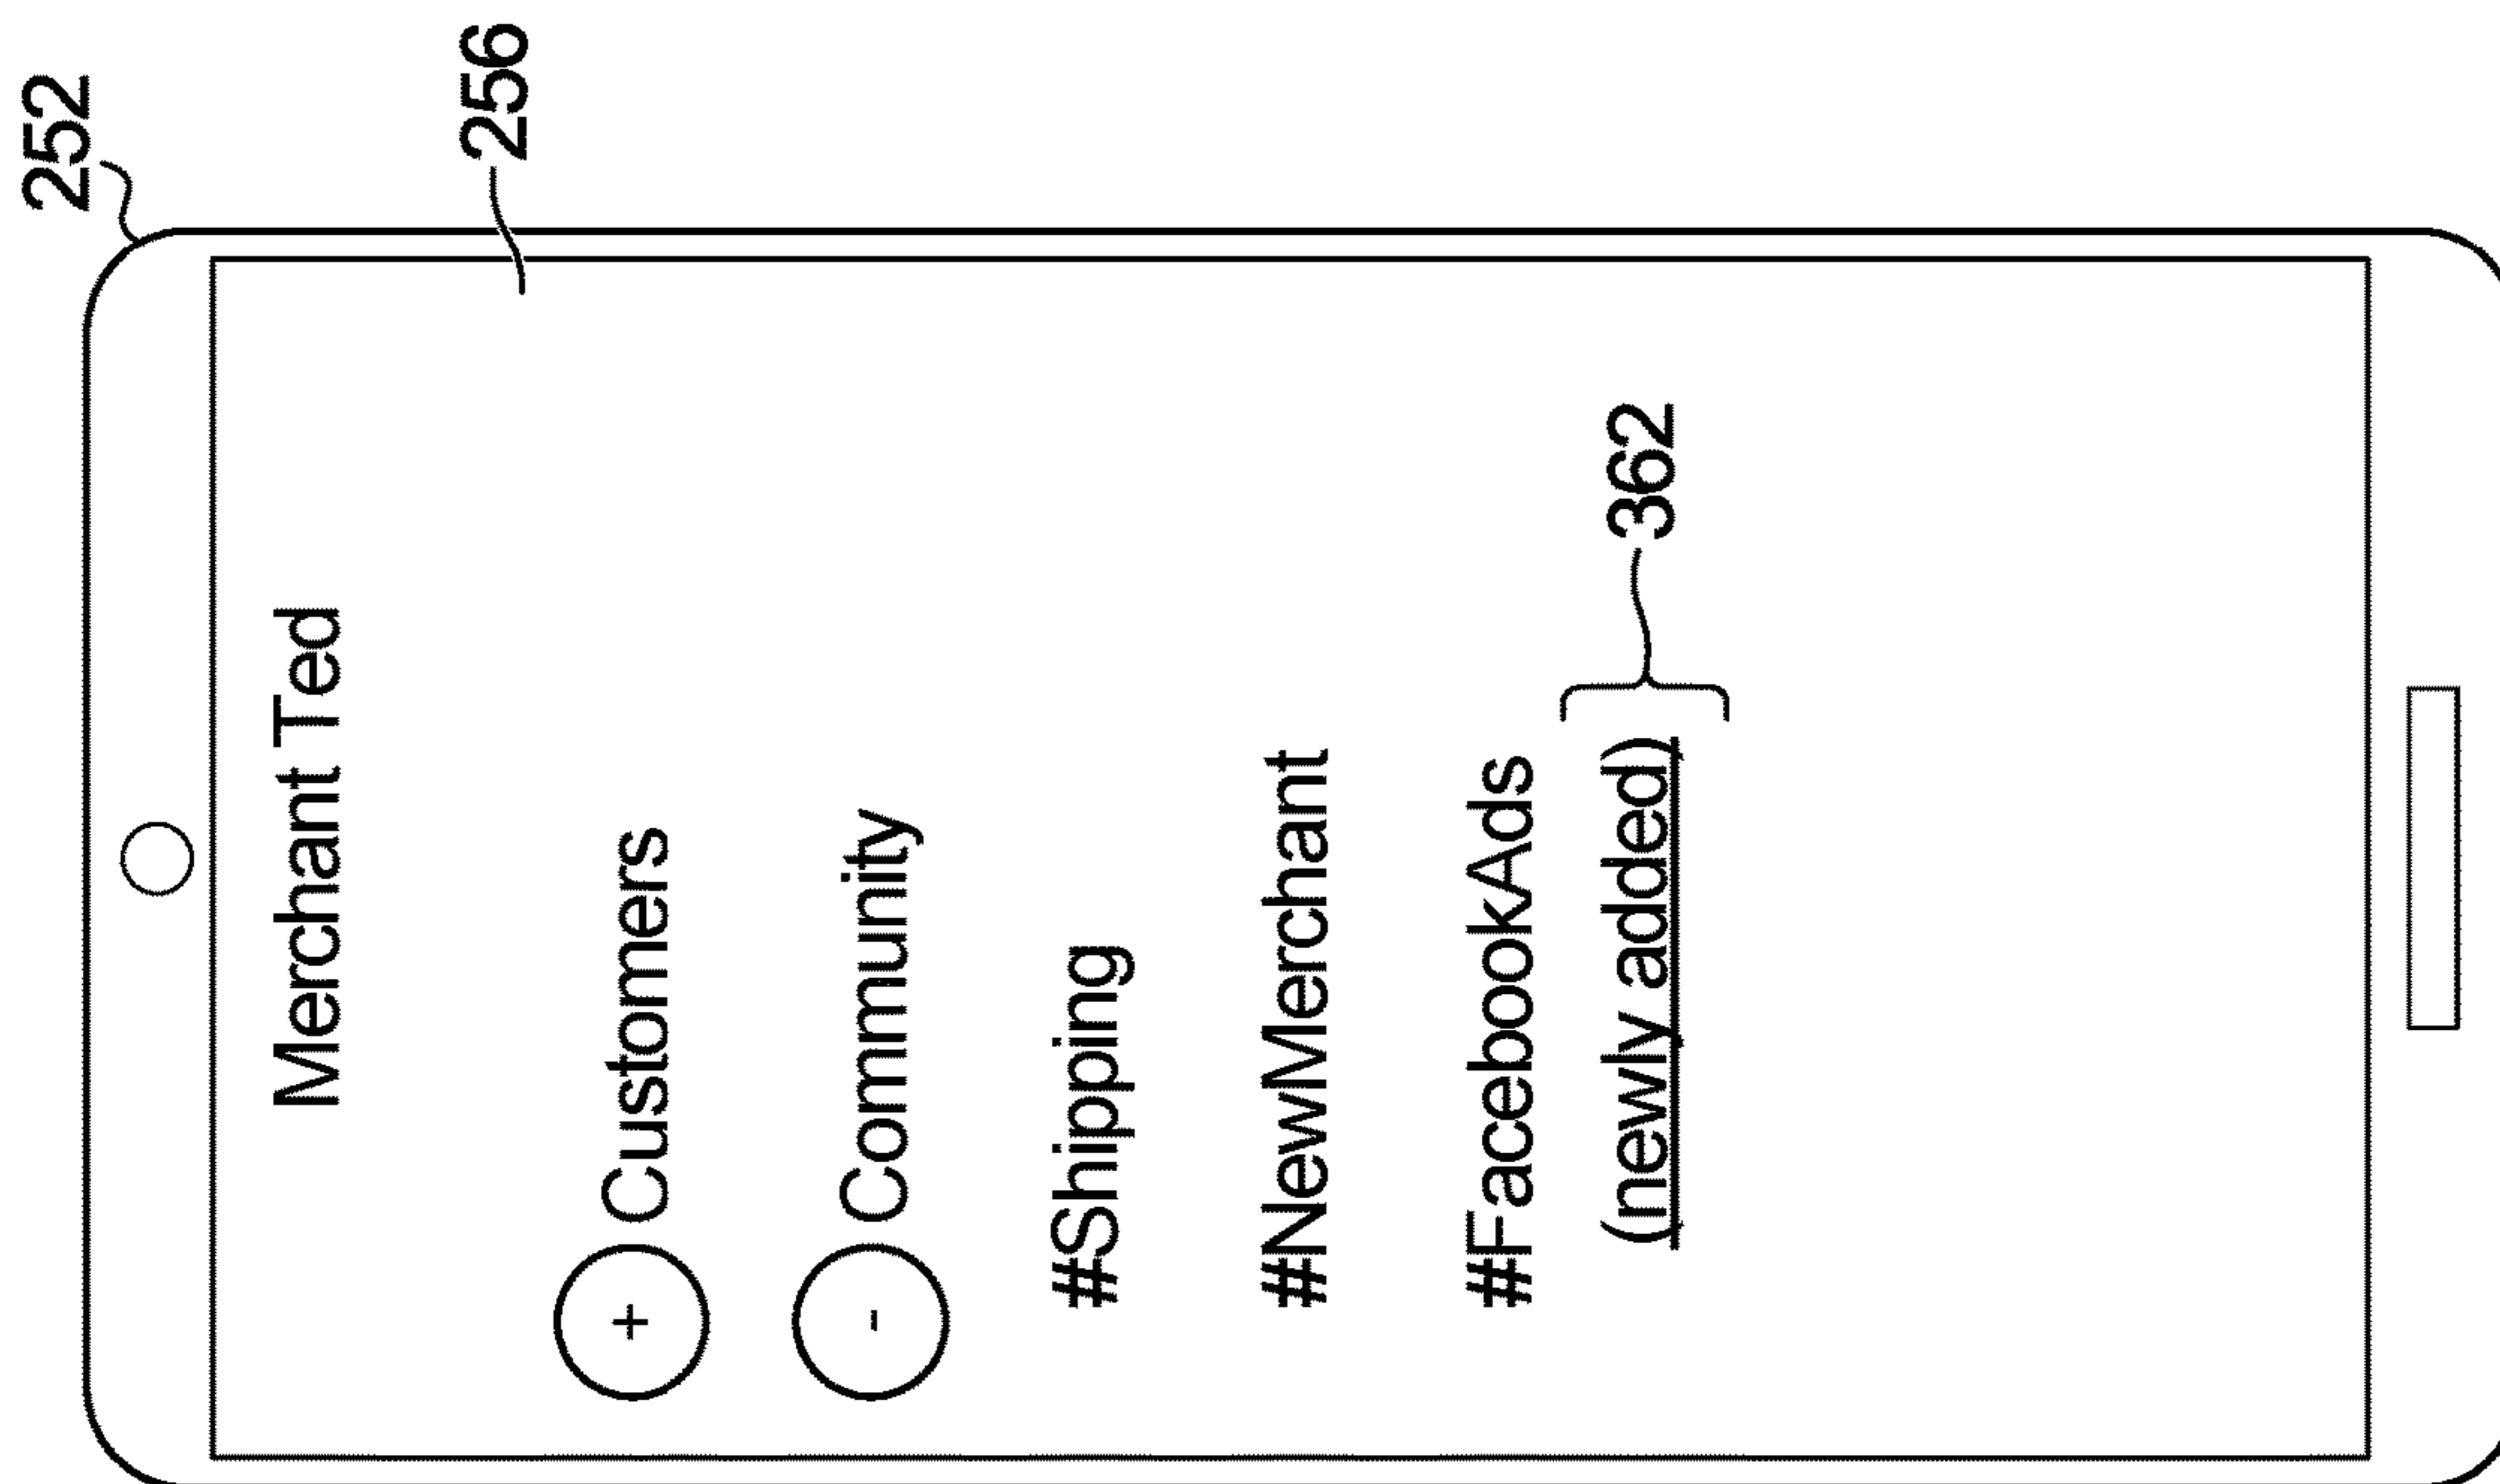 252
256
Merchant Ted
+ Customers
- Community
#Shipping
#NewMerchant
#FacebookAds
(newly added)
362